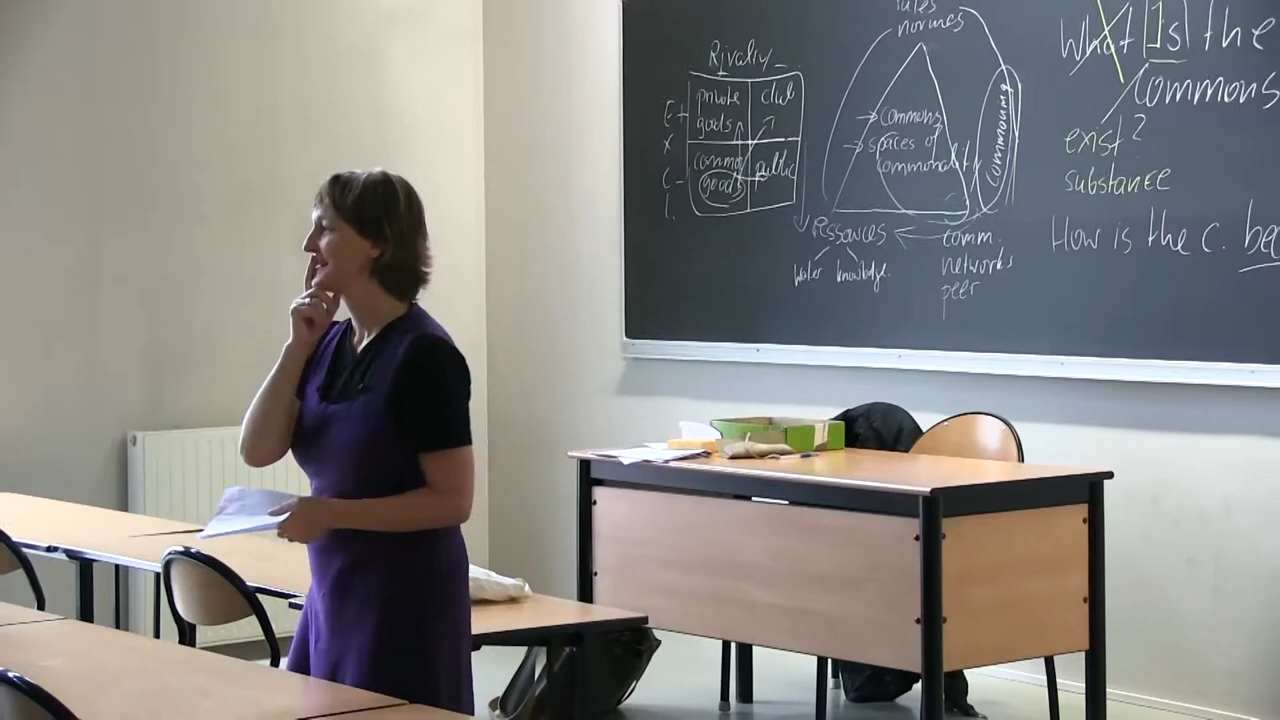 Rivality
E + private club
X goods
C - common public
l. goods
rules
normes
→ commons
→ spaces of
commonality
commoning
Ressources
water knowledge
comm.
networks
peer
What is the
Commons
exist?
substance
How is the c.